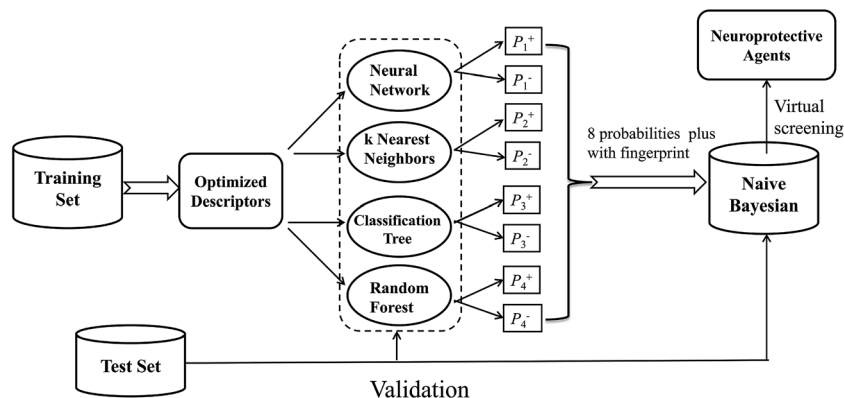 Neural
Network
k Nearest
Neighbors
Classification
Tree
Random
Forest
Training
Set
Optimized
Descriptors
P1+
P1-
P2+
P2-
P3+
P3-
P4+
P4-
8 probabilities plus
with fingerprint
Neuroprotective
Agents
Virtual
screening
Naive
Bayesian
Test Set
Validation